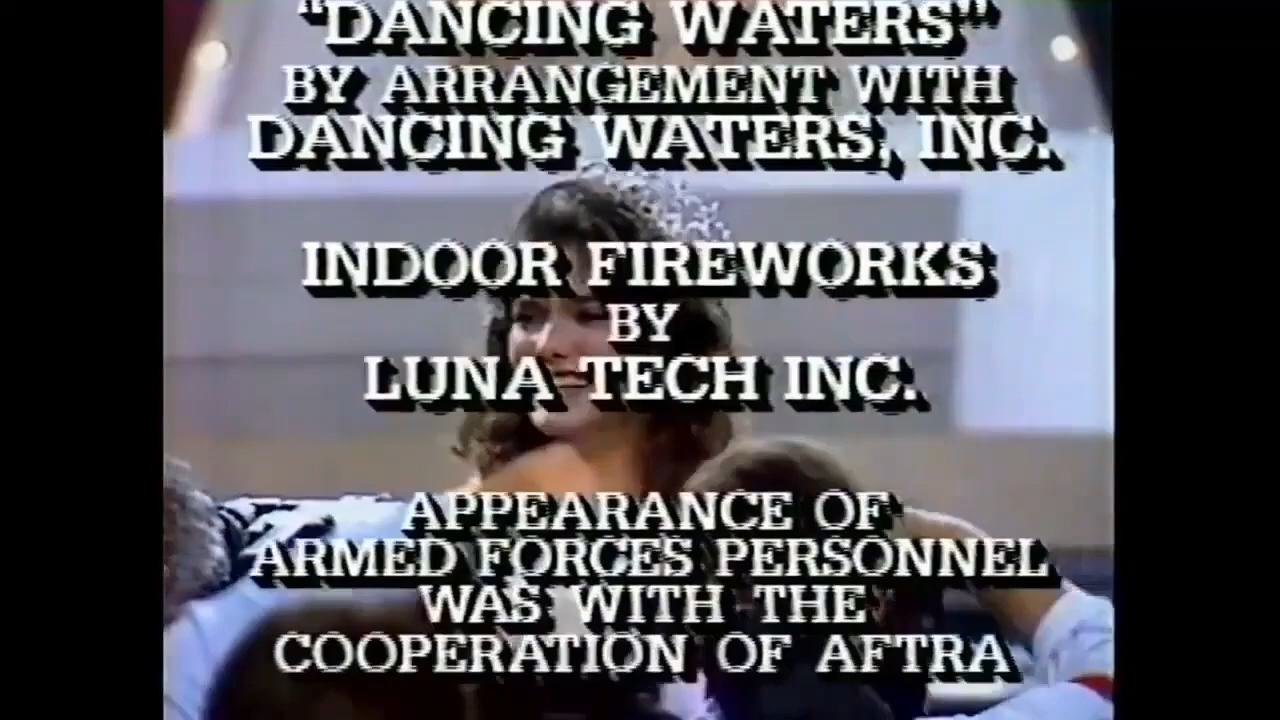 "DANCING WATERS"
BY ARRANGEMENT WITH
DANCING WATERS, INC.
INDOOR FIREWORKS
BY
LUNA TECH INC.
APPEARANCE OF
ARMED FORCES PERSONNEL
WAS WITH THE
COOPERATION OF AFTRA